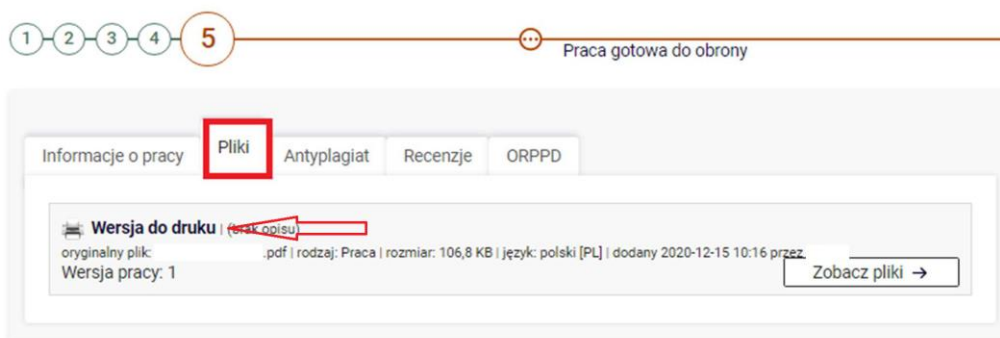 1 2 3 4 5
Praca gotowa do obrony
Informacje o pracy Pliki Antyplagiat Recenzje ORPPD
Wersja do druku | (brak opisu)
oryginalny plik: .pdf | rodzaj: Praca | rozmiar: 106,8 KB | język: polski [PL] | dodany 2020-12-15 10:16 przez
Wersja pracy: 1
Zobacz pliki →